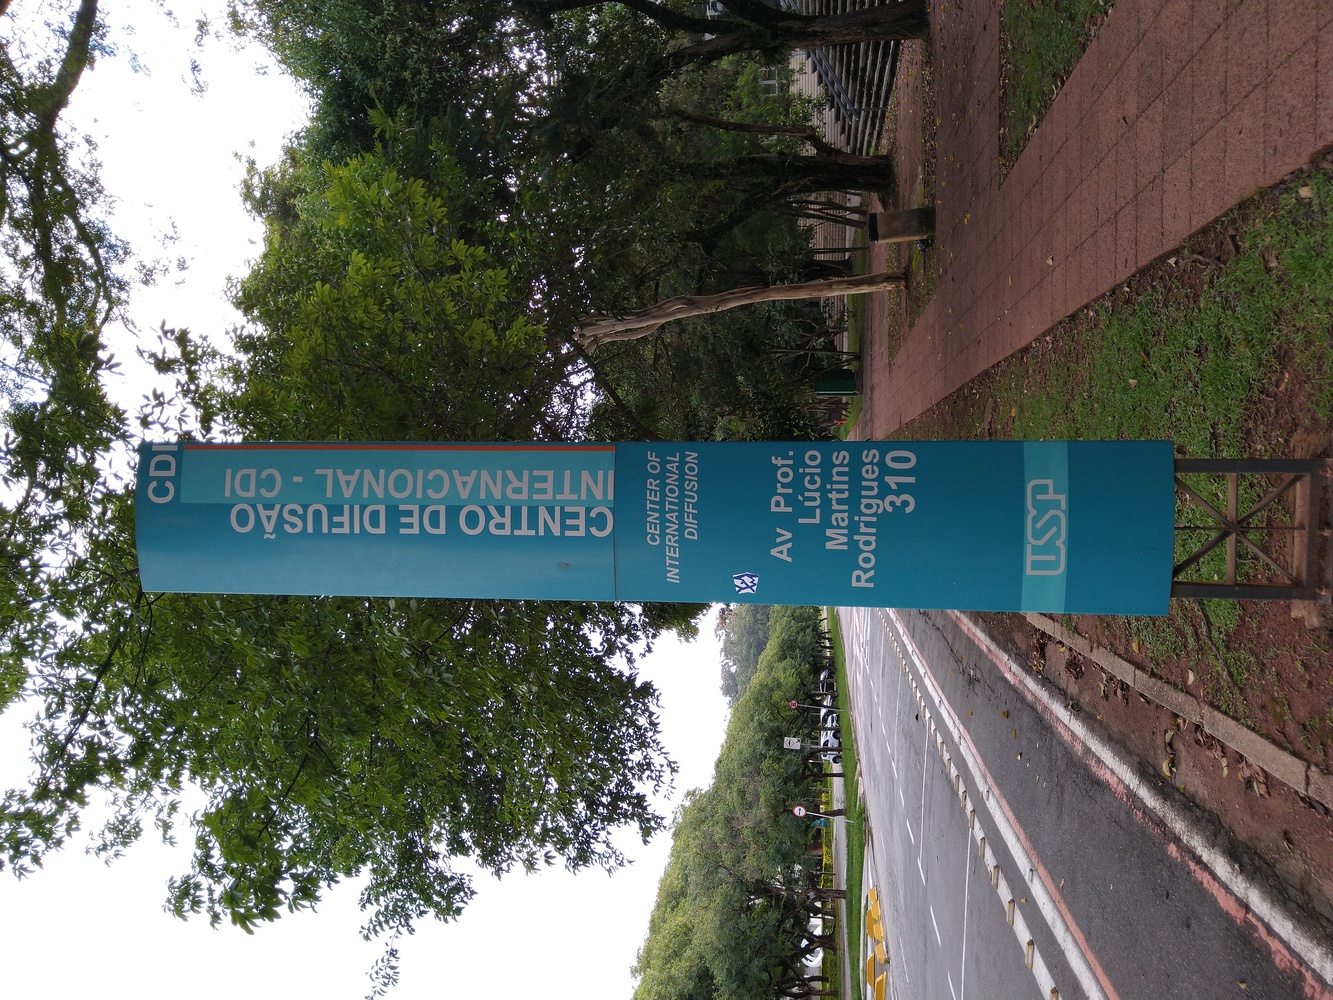 CDI
CENTRO DE DIFUSÃO
INTERNACIONAL - CDI
CENTER OF
INTERNATIONAL
DIFFUSION
Av Prof.
Lúcio
Martins
Rodrigues
310
USP